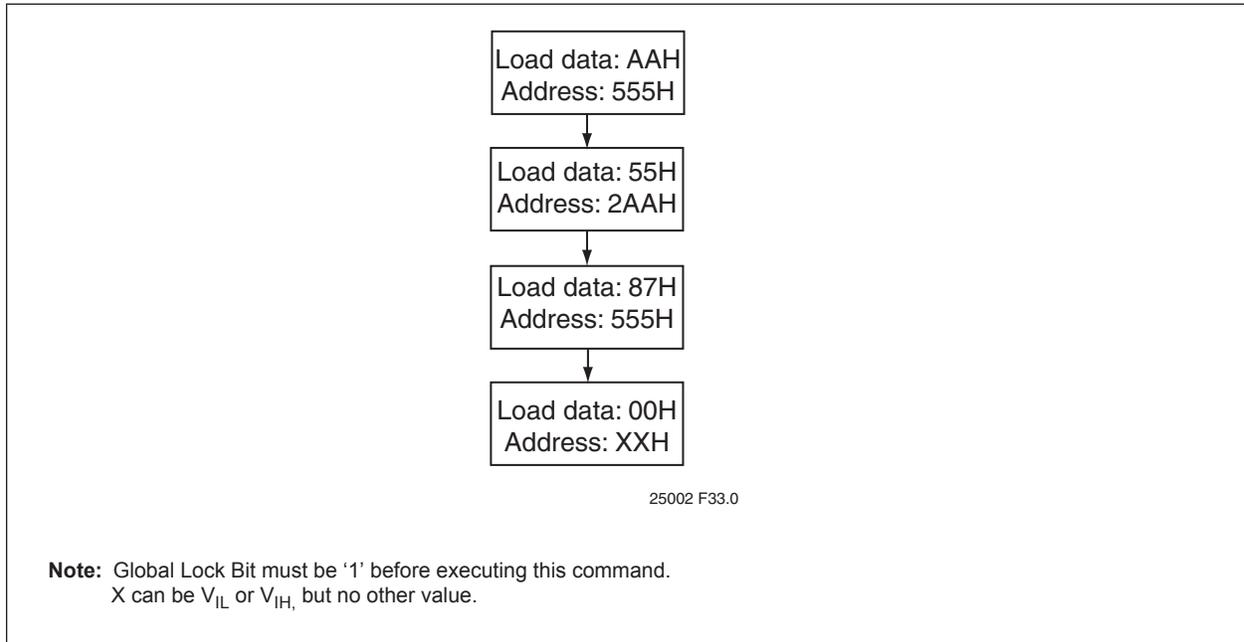 Load data: AAH
Address: 555H
Load data: 55H
Address: 2AAH
Load data: 87H
Address: 555H
Load data: 00H
Address: XXH
25002 F33.0
Note: Global Lock Bit must be ‘1’ before executing this command.
X can be VIL or VIH, but no other value.